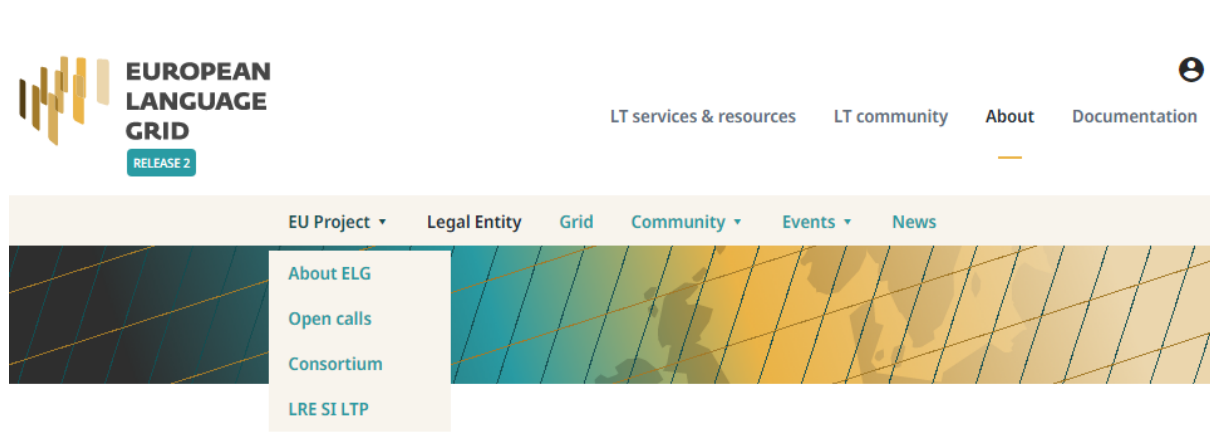 EUROPEAN
LANGUAGE
GRID
RELEASE 2
LT services & resources LT community About Documentation
EU Project Legal Entity Grid Community Events News
About ELG
Open calls
Consortium
LRE SI LTP